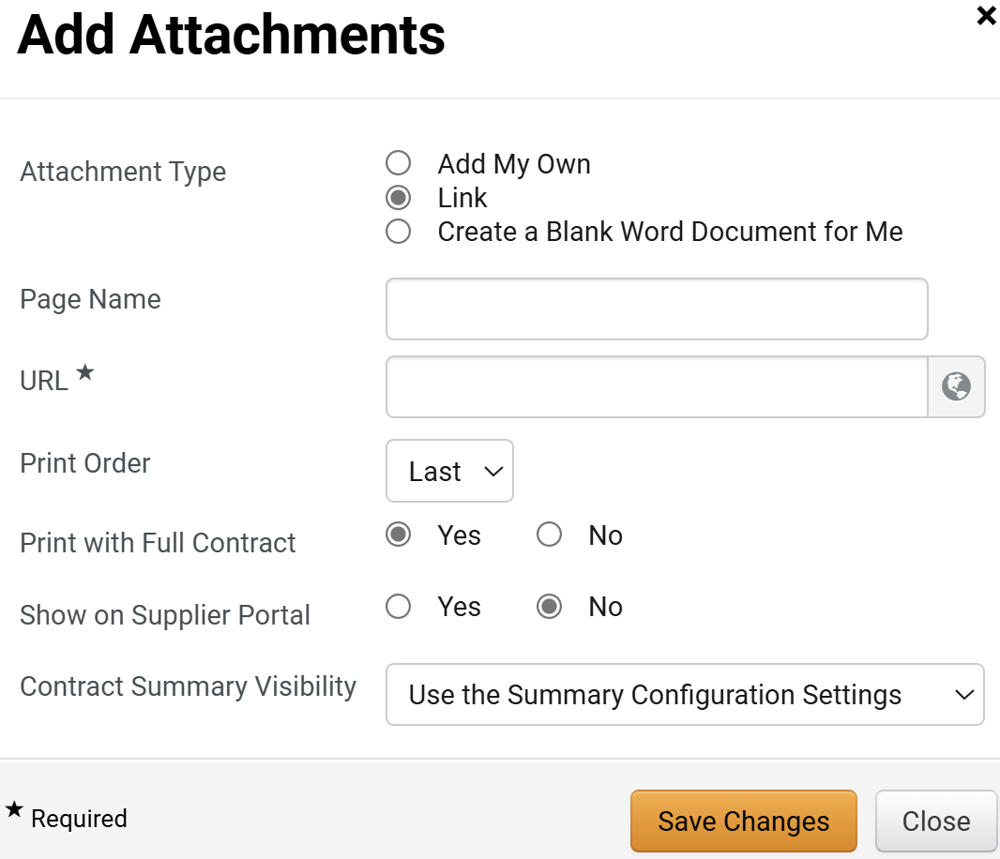 Add Attachments
Attachment Type
Add My Own
Link
Create a Blank Word Document for Me
Page Name
URL ★
Print Order
Last
Print with Full Contract
Yes No
Show on Supplier Portal
Yes No
Contract Summary Visibility
Use the Summary Configuration Settings
★ Required
Save Changes
Close